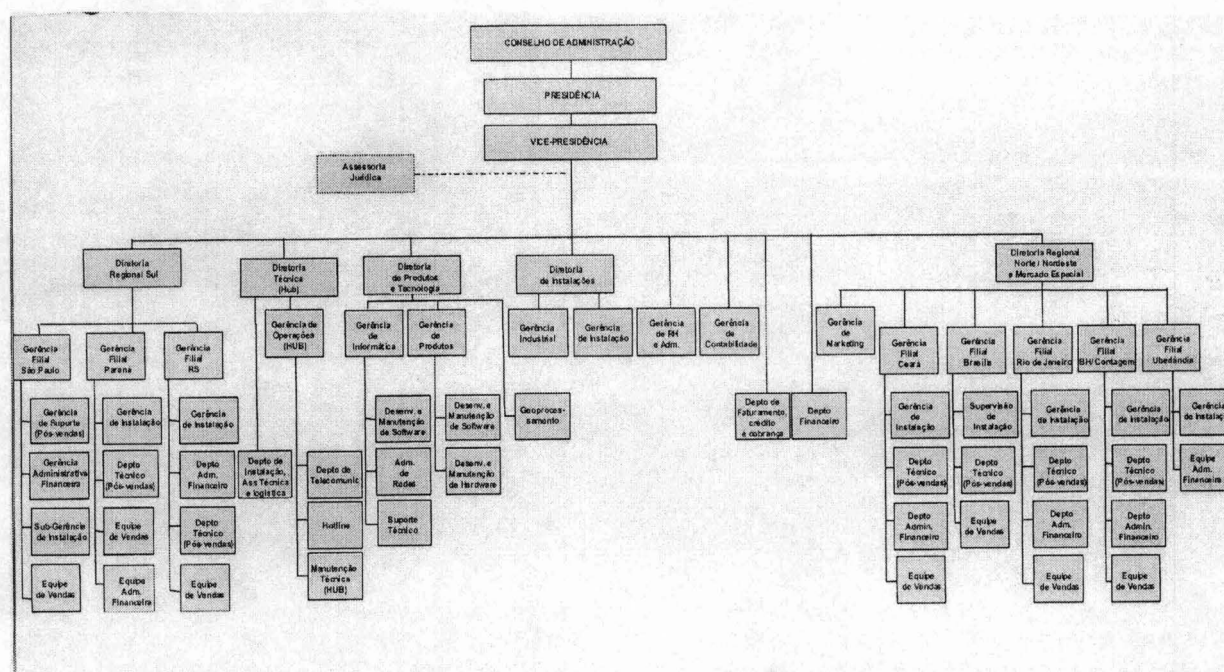 CONSELHO DE ADMINISTRAÇÃO
PRESIDÊNCIA
VICE-PRESIDÊNCIA
Assessoria
Jurídica
Diretoria
Regional Sul
Diretoria
Técnica
(Hub)
Diretoria
de Produtos
e Tecnologia
Diretoria
de Instalações
Diretoria Regional
Norte / Nordeste
e Mercado Especial
Gerência
Filial
São Paulo
Gerência
Filial
Paraná
Gerência
Filial
RS
Gerência de
Operações
(HUB)
Gerência
de
Informática
Gerência
de
Produtos
Gerência
Industrial
Gerência
de Instalação
Gerência
de RH
e Adm.
Gerência
de
Contabilidade
Gerência
de
Marketing
Gerência
Filial
Ceará
Gerência
Filial
Brasília
Gerência
Filial
Rio de Janeiro
Gerência
Filial
BH/Contagem
Gerência
Filial
Uberlândia
Gerência
de Suporte
(Pós-vendas)
Gerência
Administrativa
Financeira
Sub-Gerência
de Instalação
Equipe
de Vendas
Gerência
de Instalação
Depto
Técnico
(Pós-vendas)
Equipe
de Vendas
Equipe
Adm.
Financeira
Gerência
de Instalação
Depto
Adm.
Financeiro
Depto
Técnico
(Pós-vendas)
Equipe
de Vendas
Depto de
Instalação,
Ass Técnica
e logística
Depto de
Telecomunic
Hotline
Manutenção
Técnica
(HUB)
Desenv. e
Manutenção
de Software
Adm.
de
Redes
Suporte
Técnico
Desenv. e
Manutenção
de Software
Desenv. e
Manutenção
de Hardware
Geoproces-
samento
Depto de
Faturamento,
crédito
e cobrança
Depto
Financeiro
Gerência
de
Instalação
Depto
Técnico
(Pós-vendas)
Depto
Admin.
Financeiro
Equipe
de Vendas
Supervisão
de
Instalação
Depto
Técnico
(Pós-vendas)
Equipe
de Vendas
Gerência
de Instalação
Depto
Técnico
(Pós-vendas)
Depto
Adm.
Financeiro
Equipe
de Vendas
Gerência
de Instalação
Depto
Técnico
(Pós-vendas)
Depto
Admin.
Financeiro
Equipe
de Vendas
Gerência
de Instala
Equipe
Adm.
Financeira